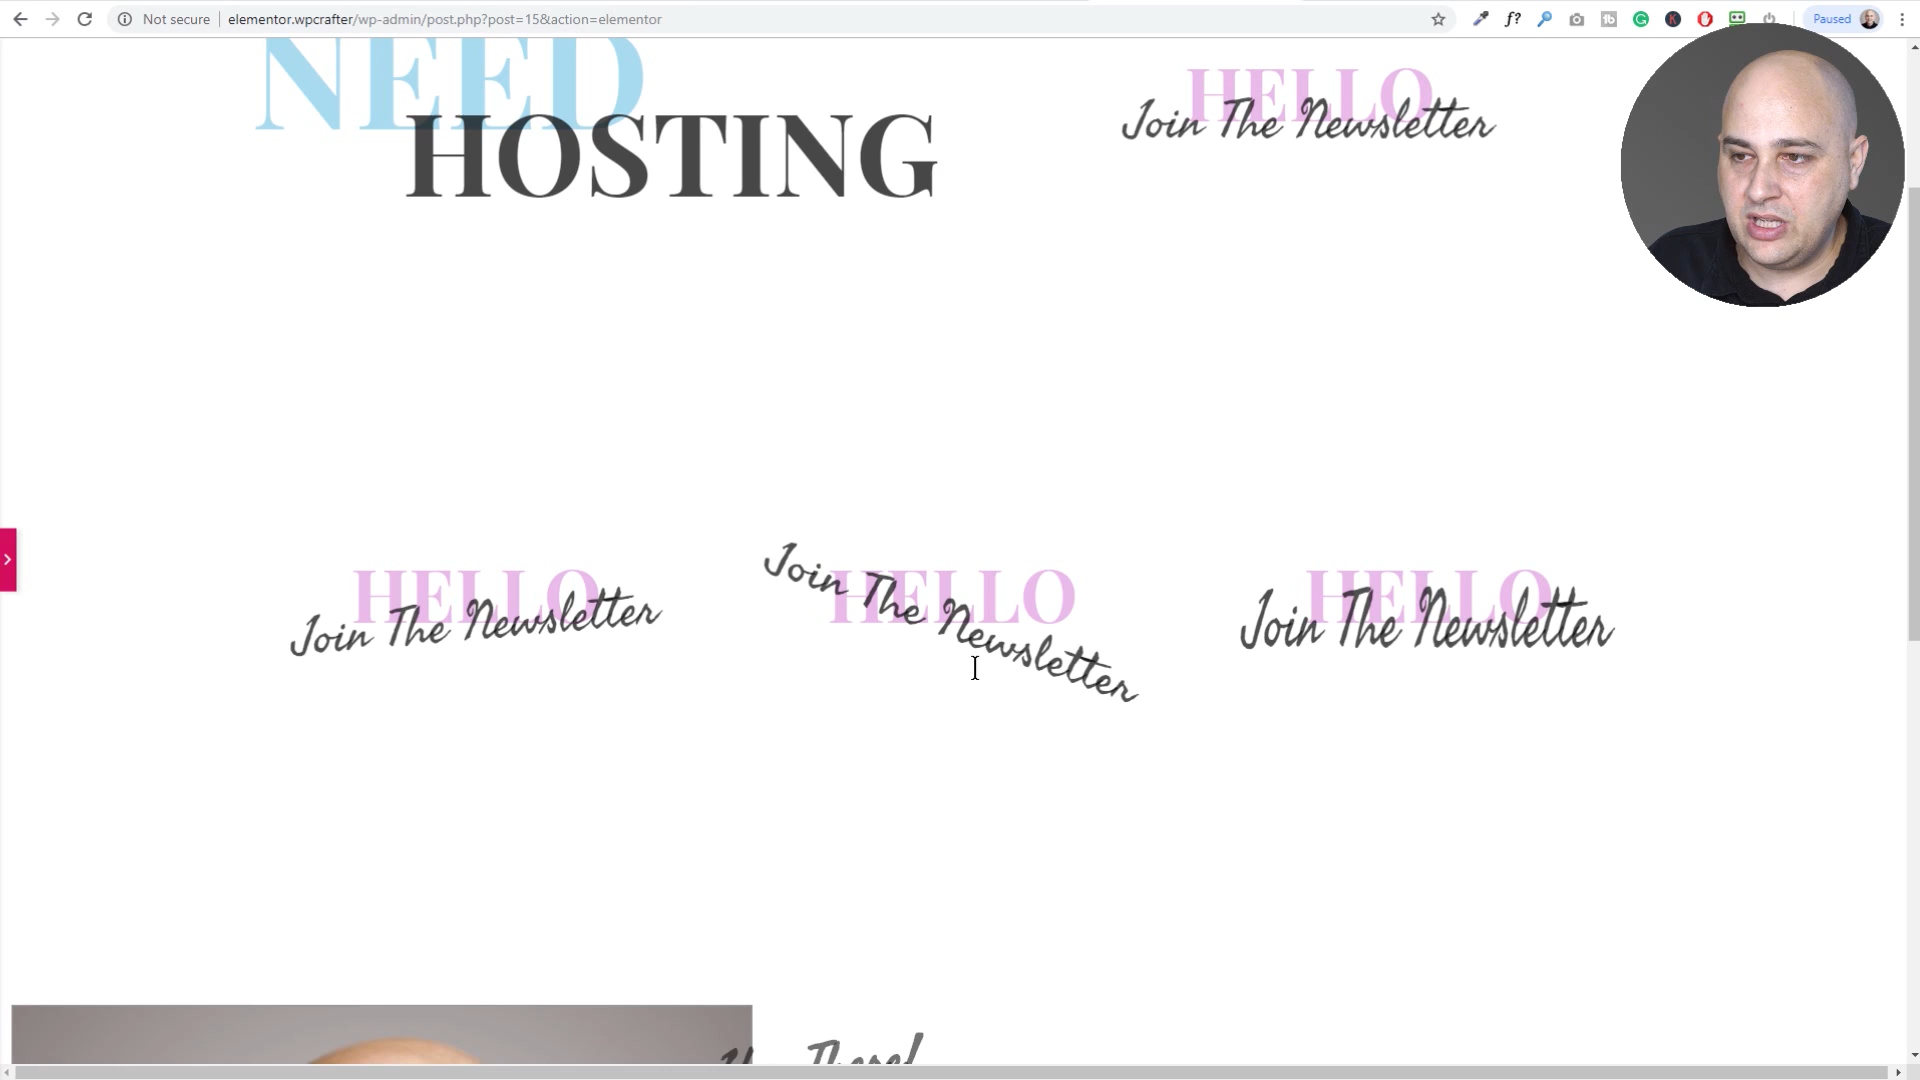 Not secure
elementor.wpcrafter/wp-admin/post.php?post=15&action=elementor
f?
Paused
NEED
HOSTING
HELLO
Join The Newsletter
HELLO
Join The Newsletter
HELLO
Join The Newsletter
HELLO
Join The Newsletter
There!